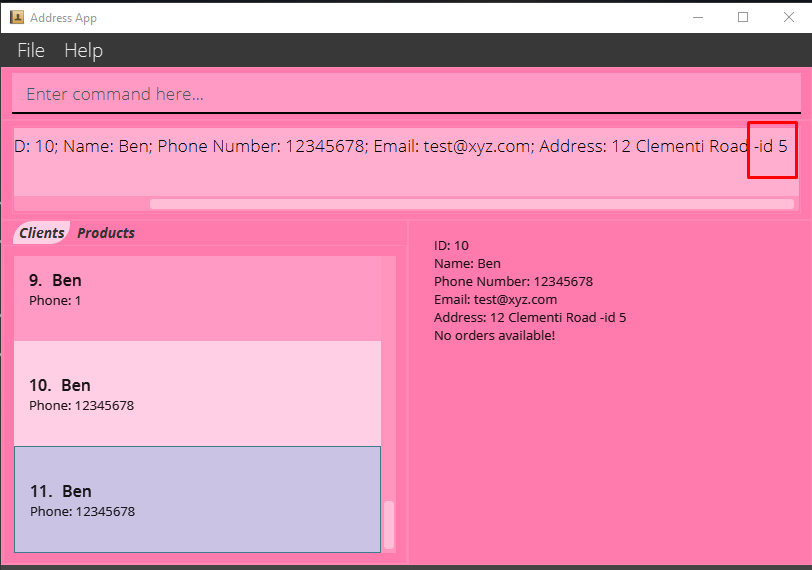 Address App
File Help
Enter command here...
D: 10; Name: Ben; Phone Number: 12345678; Email: test@xyz.com; Address: 12 Clementi Road -id 5
Clients Products
9. Ben
Phone: 1
10. Ben
Phone: 12345678
11. Ben
Phone: 12345678
ID: 10
Name: Ben
Phone Number: 12345678
Email: test@xyz.com
Address: 12 Clementi Road -id 5
No orders available!